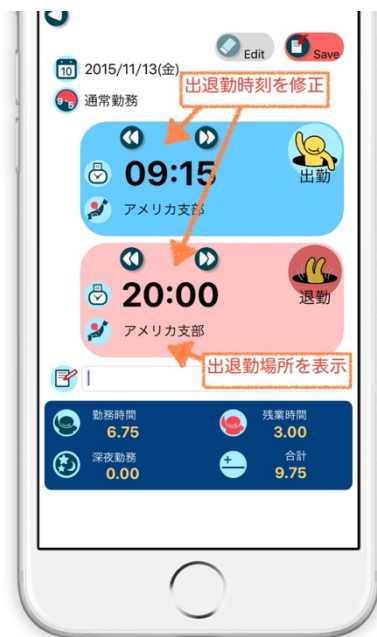 Edit
Save
10
2015/11/13(金)
出退勤時刻を修正
9-5
通常勤務
09:15
出勤
アメリカ支部
20:00
退勤
アメリカ支部
出退勤場所を表示
勤務時間
6.75
残業時間
3.00
深夜勤務
0.00
合計
9.75